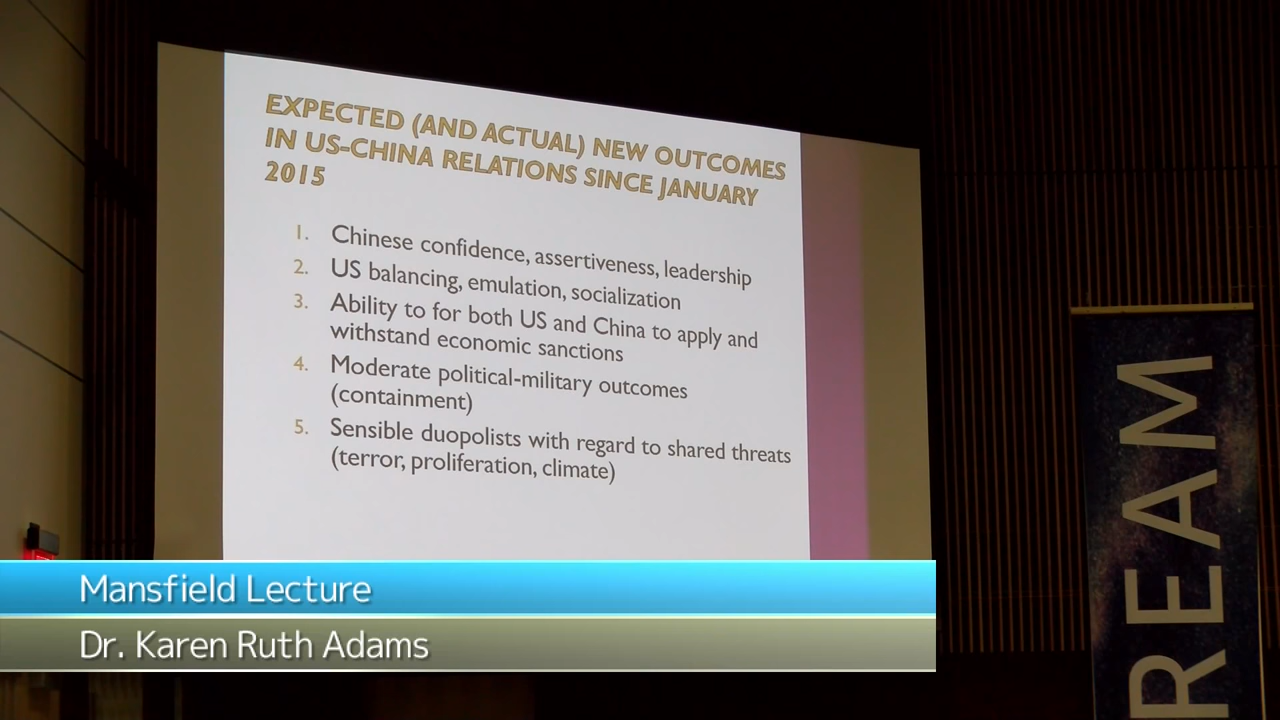 EXPECTED (AND ACTUAL) NEW OUTCOMES
IN US-CHINA RELATIONS SINCE JANUARY
2015
1. Chinese confidence, assertiveness, leadership
2. US balancing, emulation, socialization
3. Ability to for both US and China to apply and
withstand economic sanctions
4. Moderate political-military outcomes
(containment)
5. Sensible duopolists with regard to shared threats
(terror, proliferation, climate)
Mansfield Lecture
Dr. Karen Ruth Adams
REAM